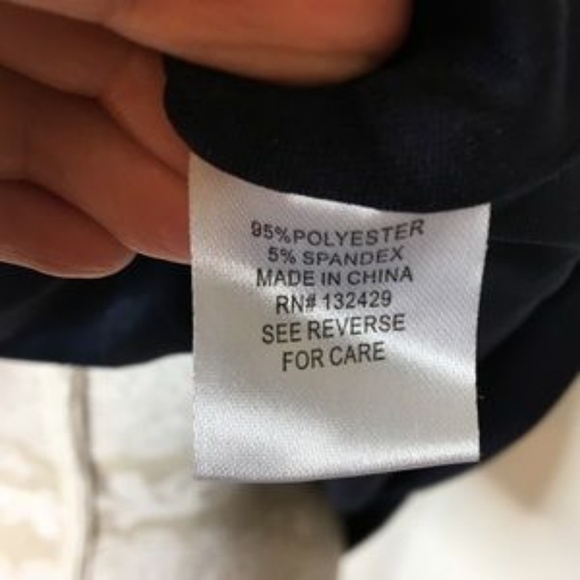 95%POLYESTER
5% SPANDEX
MADE IN CHINA
RN# 132429
SEE REVERSE
FOR CARE